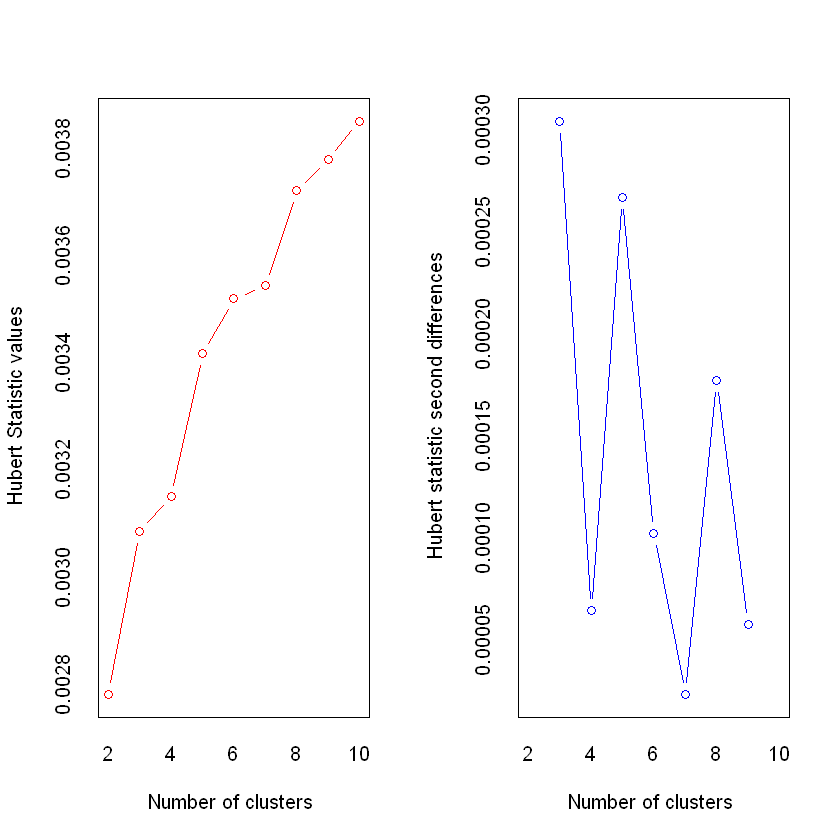 Hubert Statistic values
0.0038
0.0036
0.0034
0.0032
0.0030
0.0028
2 4 6 8 10
Number of clusters
Hubert statistic second differences
0.00030
0.00025
0.00020
0.00015
0.00010
0.00005
2 4 6 8 10
Number of clusters